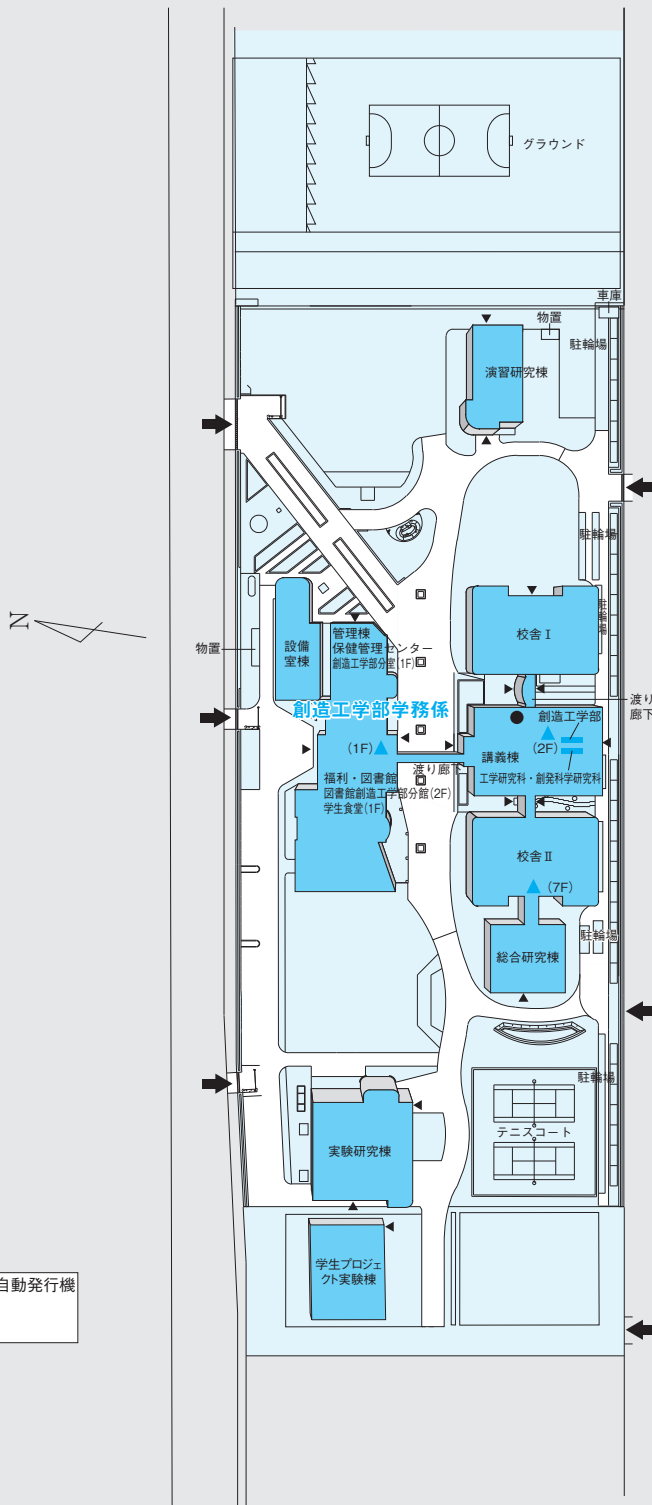 グラウンド
車庫
物置
駐輪場
演習研究棟
駐輪場
駐輪場
N
物置
設備
室棟
管理棟
保健管理センター
創造工学部分室(1F)
校舎Ⅰ
渡り
廊下
創造工学部学務係
(1F)
創造工学部
(2F)
講義棟
工学研究科・創発科学研究科
渡り廊下
福利・図書館
図書館創造工学部分館(2F)
学生食堂(1F)
校舎Ⅱ
(7F)
駐輪場
総合研究棟
駐輪場
テニスコート
実験研究棟
学生プロジェ
クト実験棟
自動発行機